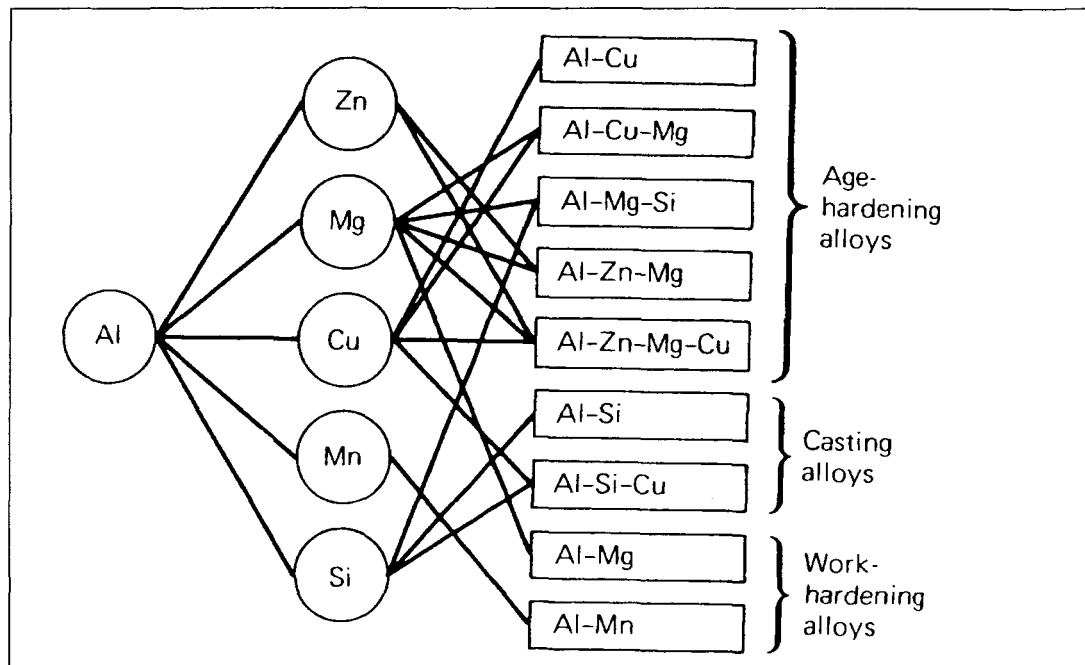 Al
Zn
Mg
Cu
Mn
Si
Al-Cu
Al-Cu-Mg
Al-Mg-Si
Al-Zn-Mg
Al-Zn-Mg-Cu
Al-Si
Al-Si-Cu
Al-Mg
Al-Mn
Age-
hardening
alloys
Casting
alloys
Work-
hardening
alloys